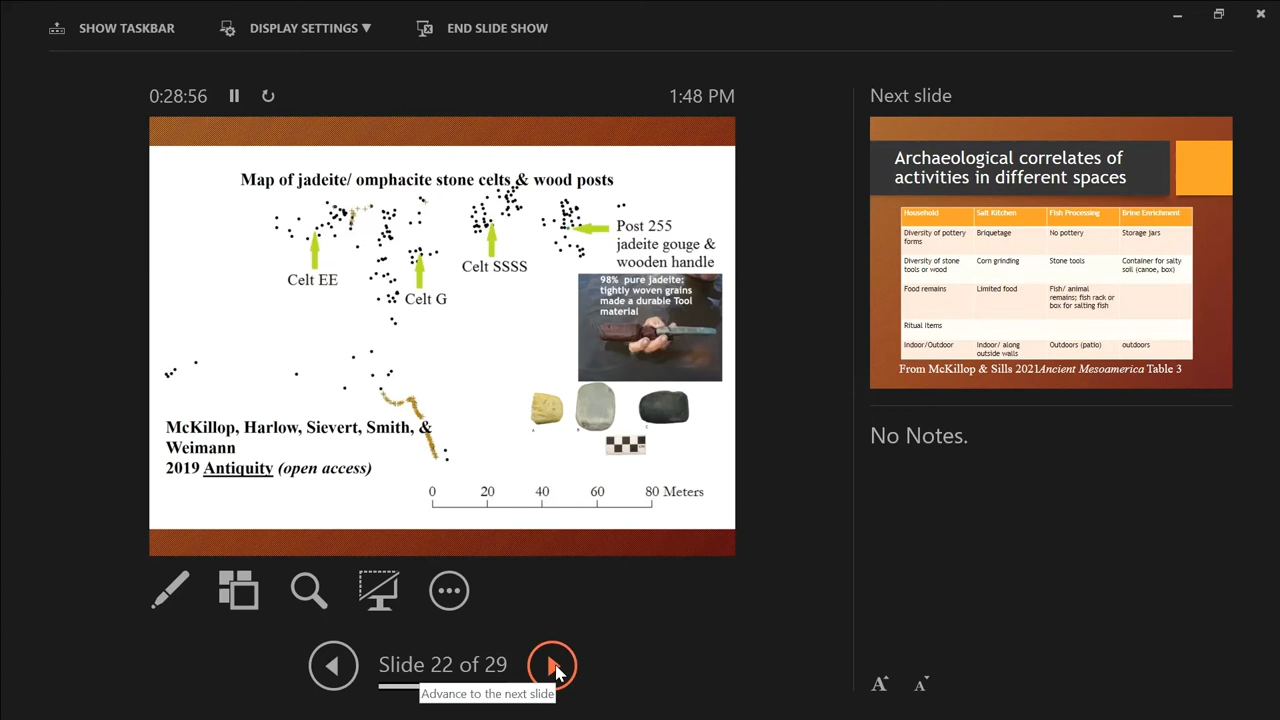 SHOW TASKBAR
DISPLAY SETTINGS ▼
END SLIDE SHOW
0:28:56
1:48 PM
Map of jadeite/ omphacite stone celts & wood posts
Post 255
jadeite gouge &
wooden handle
Celt EE
Celt G
Celt SSSS
98% pure jadeite:
tightly woven grains
made a durable Tool
material
A
B
C
McKillop, Harlow, Sievert, Smith, &
Weimann
2019 Antiquity (open access)
0 20 40 60 80 Meters
Slide 22 of 29
Advance to the next slide
Next slide
Archaeological correlates of
activities in different spaces
Household Salt Kitchen Fish Processing Brine Enrichment
Diversity of pottery
forms
Briquetage
No pottery
Storage jars
Diversity of stone
tools or wood
Corn grinding
Stone tools
Container for salty
soil (canoe, box)
Food remains
Limited food
Fish/ animal
remains; fish rack or
box for salting fish
Ritual items
Indoor/Outdoor
Indoor/ along
outside walls
Outdoors (patio)
outdoors
From McKillop & Sills 2021Ancient Mesoamerica Table 3
No Notes.
A A